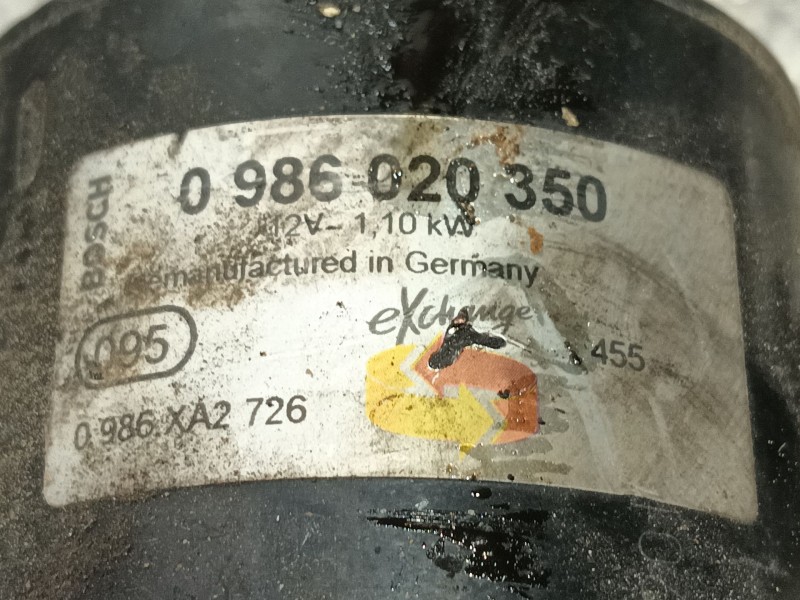 BOSCH
0 986 020 350
12V 1,10 kW
Remanufactured in Germany
eXchange
095
455
0 986 XA2 726